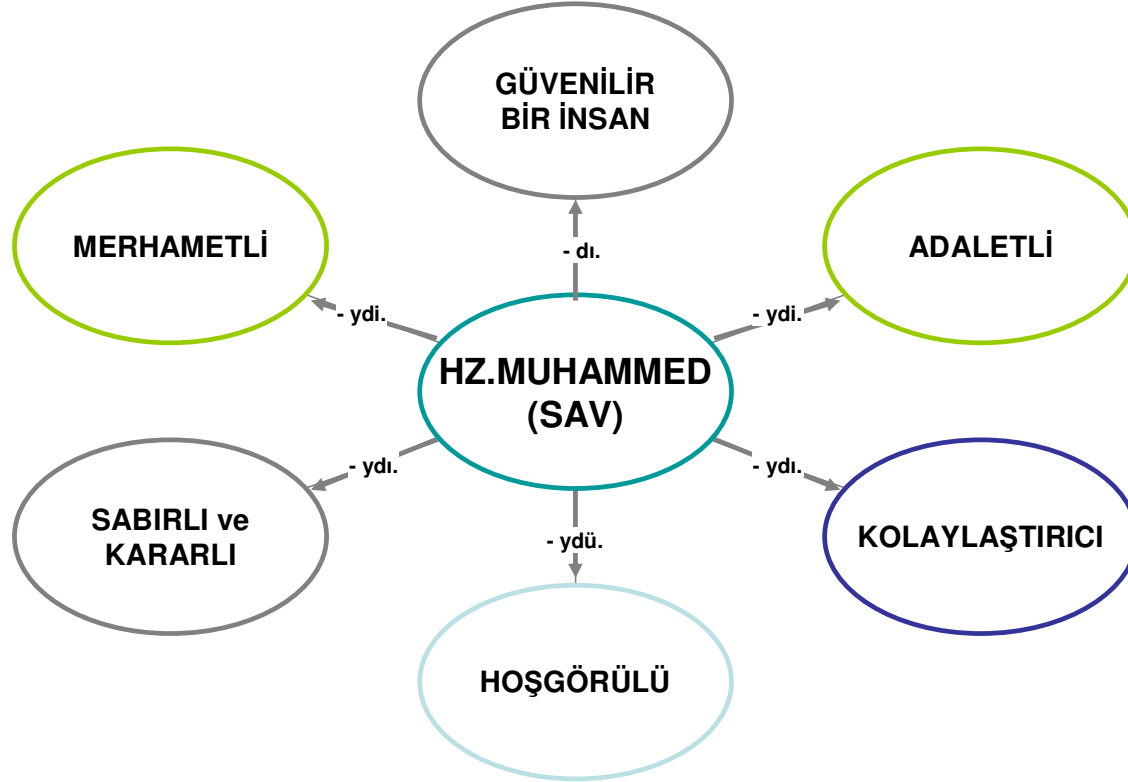 GÜVENİLİR
BİR İNSAN
MERHAMETLİ
ADALETLİ
- dı.
- ydi.
- ydi.
HZ.MUHAMMED
(SAV)
- ydı.
- ydı.
SABIRLI ve
KARARLI
KOLAYLAŞTIRICI
- ydü.
HOŞGÖRÜLÜ